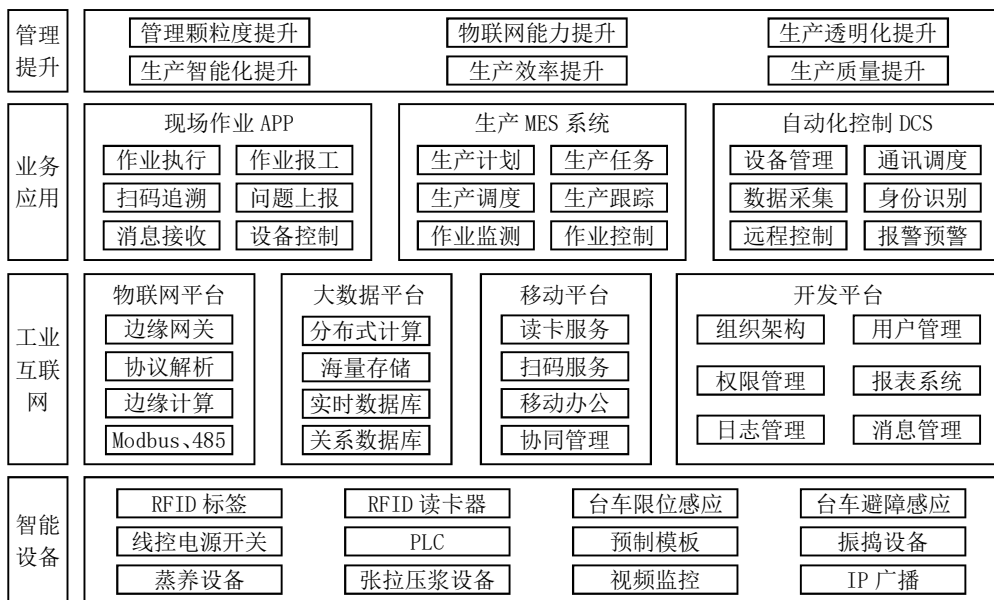 管理
提升
管理颗粒度提升 物联网能力提升 生产透明化提升
生产智能化提升 生产效率提升 生产质量提升
业务
应用
现场作业 APP
作业执行 作业报工
扫码追溯 问题上报
消息接收 设备控制
生产 MES 系统
生产计划 生产任务
生产调度 生产跟踪
作业监测 作业控制
自动化控制 DCS
设备管理 通讯调度
数据采集 身份识别
远程控制 报警预警
工业
互联
网
物联网平台
边缘网关
协议解析
边缘计算
Modbus、485
大数据平台
分布式计算
海量存储
实时数据库
关系数据库
移动平台
读卡服务
扫码服务
移动办公
协同管理
开发平台
组织架构 用户管理
权限管理 报表系统
日志管理 消息管理
智能
设备
RFID 标签 RFID 读卡器 台车限位感应 台车避障感应
线控电源开关 PLC 预制模板 振捣设备
蒸养设备 张拉压浆设备 视频监控 IP 广播